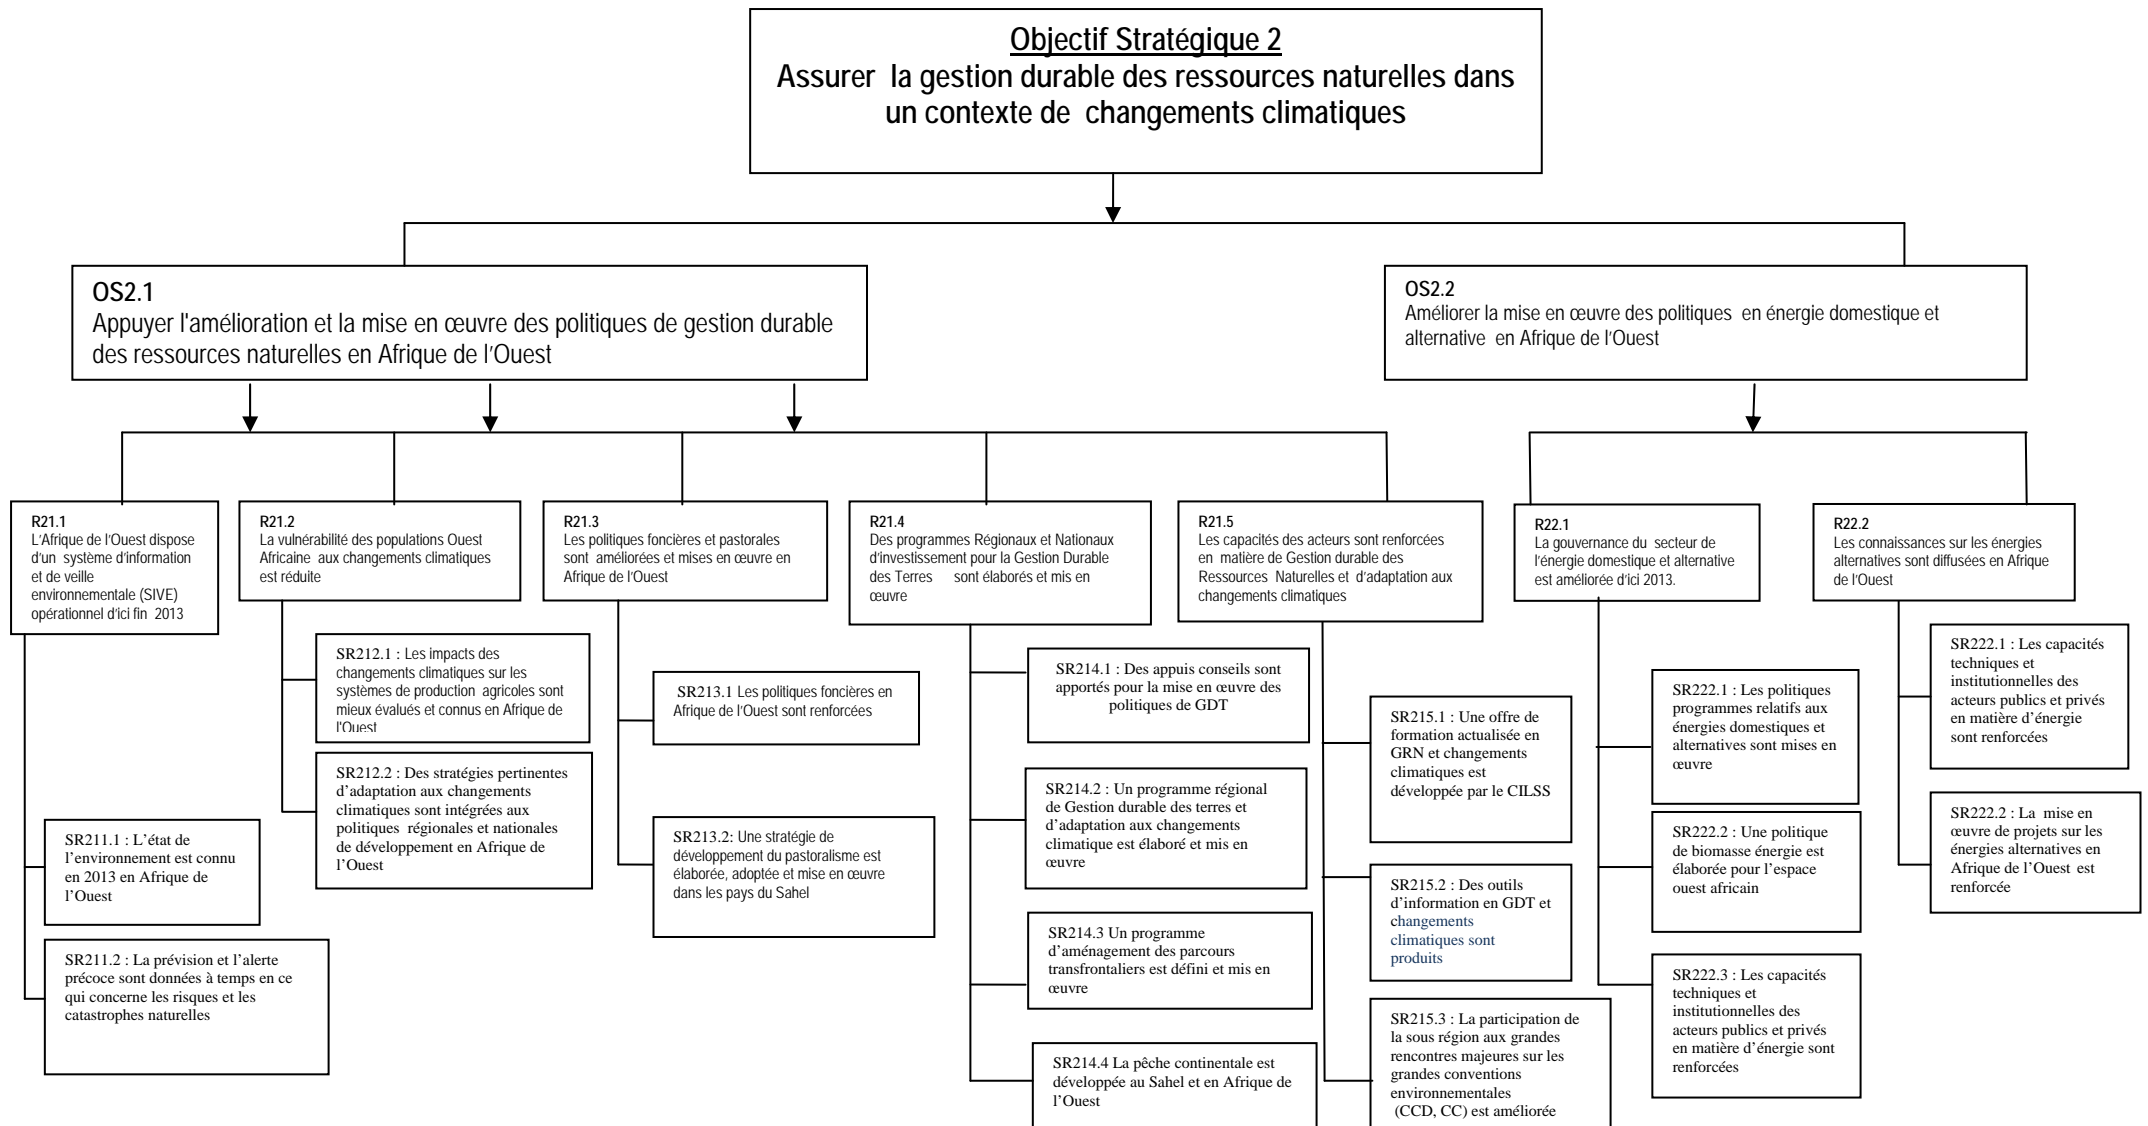 Objectif Stratégique 2
Assurer la gestion durable des ressources naturelles dans
un contexte de changements climatiques
OS2.1
Appuyer l'amélioration et la mise en œuvre des politiques de gestion durable
des ressources naturelles en Afrique de l'Ouest
OS2.2
Améliorer la mise en œuvre des politiques en énergie domestique et
alternative en Afrique de l'Ouest
R21.1
L'Afrique de l'Ouest dispose
d'un système d'information
et de veille
environnementale (SIVE)
opérationnel d'ici fin 2013
R21.2
La vulnérabilité des populations Ouest
Africaine aux changements climatiques
est réduite
R21.3
Les politiques foncières et pastorales
sont améliorées et mises en œuvre en
Afrique de l'Ouest
R21.4
Des programmes Régionaux et Nationaux
d'investissement pour la Gestion Durable
des Terres sont élaborés et mis en
œuvre
R21.5
Les capacités des acteurs sont renforcées
en matière de Gestion durable des
Ressources Naturelles et d'adaptation aux
changements climatiques
R22.1
La gouvernance du secteur de
l'énergie domestique et alternative
est améliorée d'ici 2013.
R22.2
Les connaissances sur les énergies
alternatives sont diffusées en Afrique
de l'Ouest
SR211.1 : L'état de
l'environnement est connu
en 2013 en Afrique de
l'Ouest
SR211.2 : La prévision et l'alerte
précoce sont données à temps en ce
qui concerne les risques et les
catastrophes naturelles
SR212.1 : Les impacts des
changements climatiques sur les
systèmes de production agricoles sont
mieux évalués et connus en Afrique de
l'Ouest
SR212.2 : Des stratégies pertinentes
d'adaptation aux changements
climatiques sont intégrées aux
politiques régionales et nationales
de développement en Afrique de
l'Ouest
SR213.1 Les politiques foncières en
Afrique de l'Ouest sont renforcées
SR213.2: Une stratégie de
développement du pastoralisme est
élaborée, adoptée et mise en œuvre
dans les pays du Sahel
SR214.1 : Des appuis conseils sont
apportés pour la mise en œuvre des
politiques de GDT
SR214.2 : Un programme régional
de Gestion durable des terres et
d'adaptation aux changements
climatique est élaboré et mis en
œuvre
SR214.3 Un programme
d'aménagement des parcours
transfrontaliers est défini et mis en
œuvre
SR214.4 La pêche continentale est
développée au Sahel et en Afrique de
l'Ouest
SR215.1 : Une offre de
formation actualisée en
GRN et changements
climatiques est
développée par le CILSS
SR215.2 : Des outils
d'information en GDT et
changements
climatiques sont
produits
SR215.3 : La participation de
la sous région aux grandes
rencontres majeures sur les
grandes conventions
environnementales
(CCD, CC) est améliorée
SR222.1 : Les politiques
programmes relatifs aux
énergies domestiques et
alternatives sont mises en
œuvre
SR222.2 : Une politique
de biomasse énergie est
élaborée pour l'espace
ouest africain
SR222.3 : Les capacités
techniques et
institutionnelles des
acteurs publics et privés
en matière d'énergie sont
renforcées
SR222.1 : Les capacités
techniques et
institutionnelles des
acteurs publics et privés
en matière d'énergie
sont renforcées
SR222.2 : La mise en
œuvre de projets sur les
énergies alternatives en
Afrique de l'Ouest est
renforcée